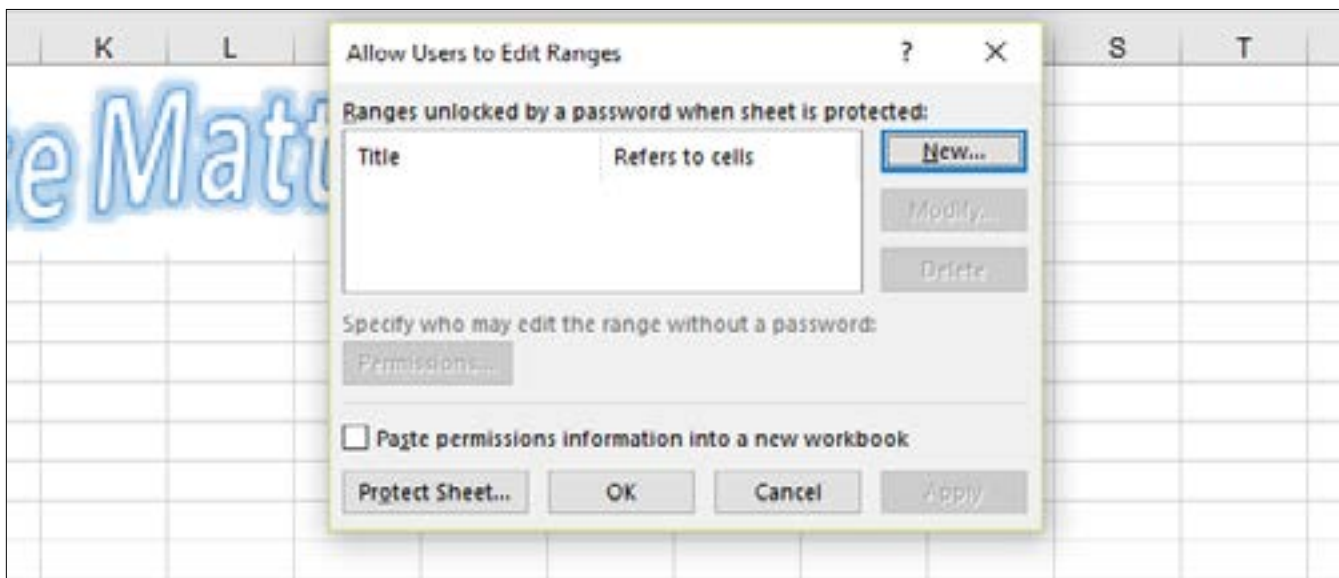 K L S T
Allow Users to Edit Ranges ? X
e Matt
Ranges unlocked by a password when sheet is protected:
Title Refers to cells New...
Modify...
Delete
Specify who may edit the range without a password:
Permissions...
Paste permissions information into a new workbook
Protect Sheet... OK Cancel Apply